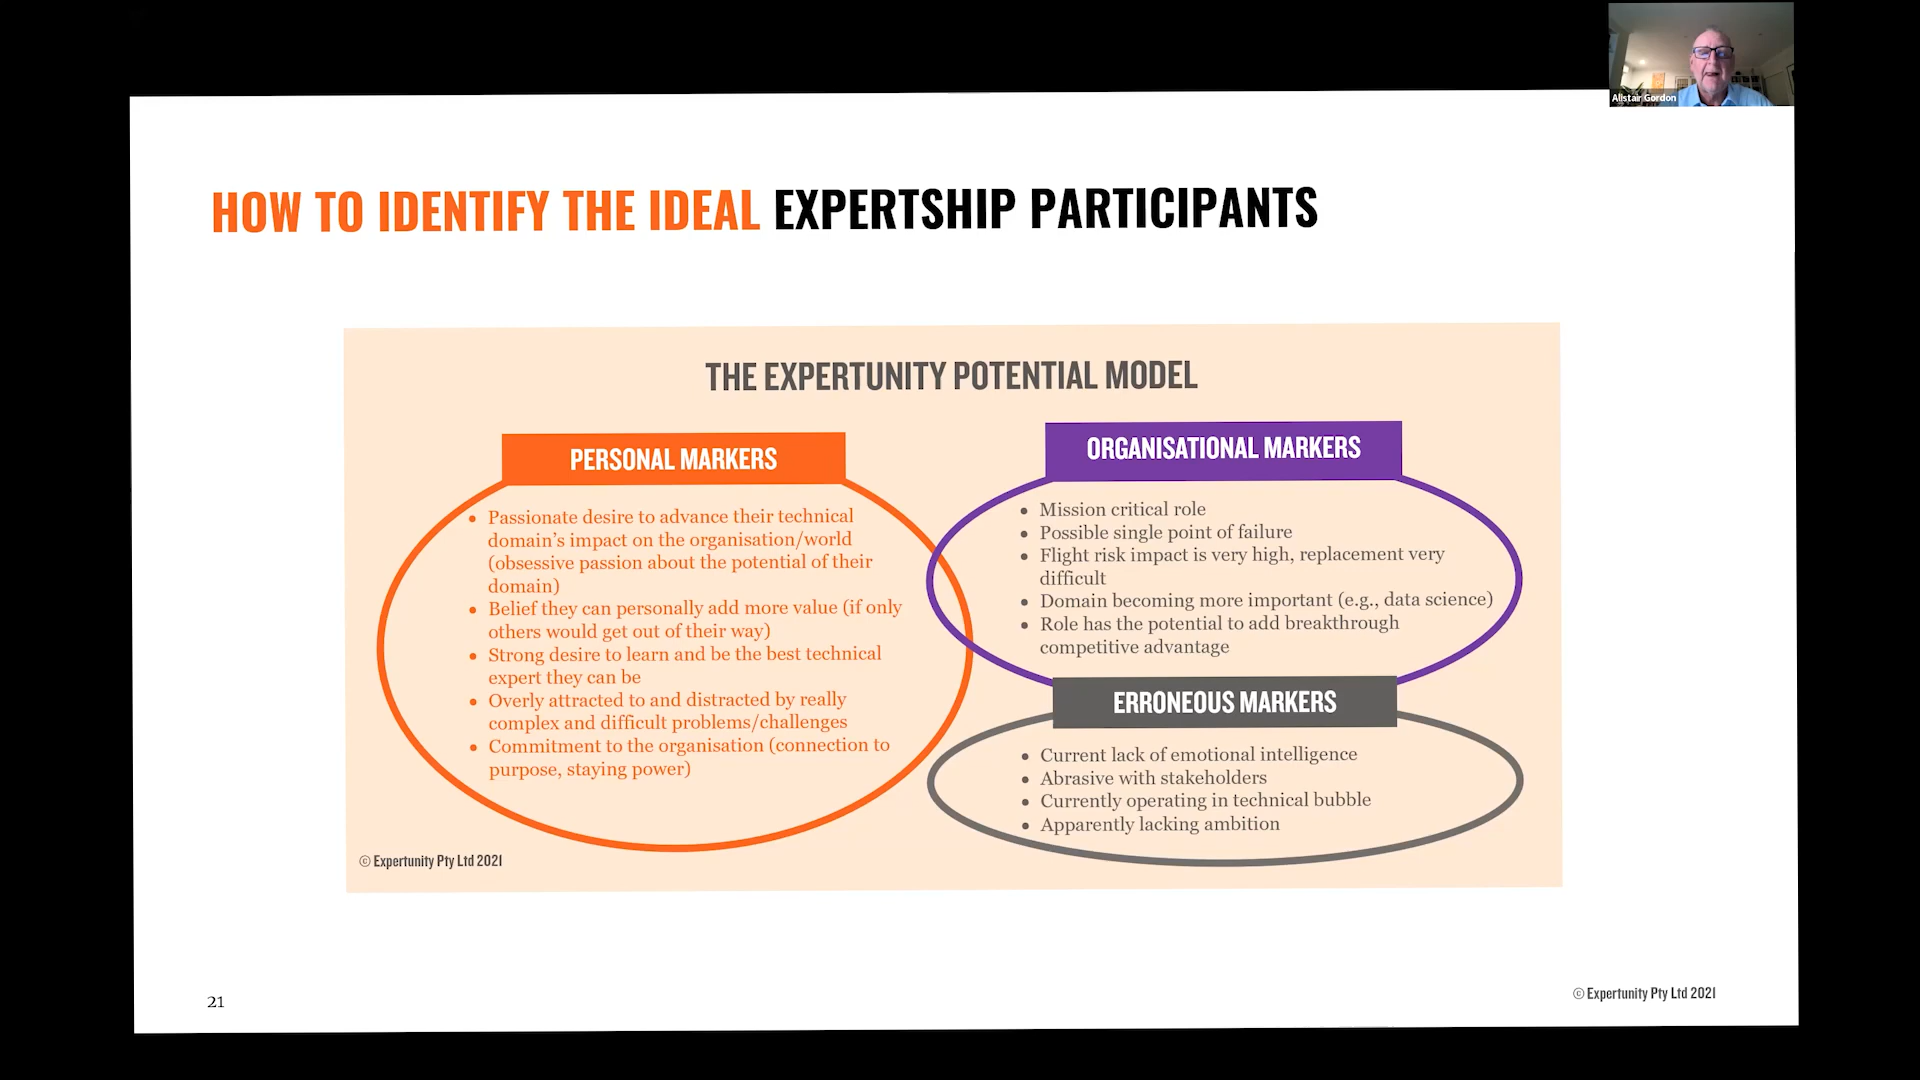 Alistair Gordon
HOW TO IDENTIFY THE IDEAL EXPERTSHIP PARTICIPANTS
THE EXPERTUNITY POTENTIAL MODEL
PERSONAL MARKERS
• Passionate desire to advance their technical
domain’s impact on the organisation/world
(obsessive passion about the potential of their
domain)
• Belief they can personally add more value (if only
others would get out of their way)
• Strong desire to learn and be the best technical
expert they can be
• Overly attracted to and distracted by really
complex and difficult problems/challenges
• Commitment to the organisation (connection to
purpose, staying power)
ORGANISATIONAL MARKERS
• Mission critical role
• Possible single point of failure
• Flight risk impact is very high, replacement very
difficult
• Domain becoming more important (e.g., data science)
• Role has the potential to add breakthrough
competitive advantage
ERRONEOUS MARKERS
• Current lack of emotional intelligence
• Abrasive with stakeholders
• Currently operating in technical bubble
• Apparently lacking ambition
© Expertunity Pty Ltd 2021
21
© Expertunity Pty Ltd 2021